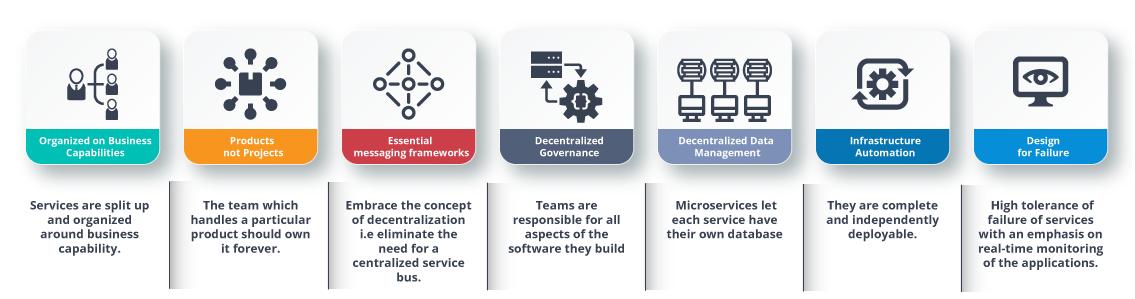 Organized on Business
Capabilities
Products
not Projects
Essential
messaging frameworks
Decentralized
Governance
Decentralized Data
Management
Infrastructure
Automation
Design
for Failure
Services are split up
and organized
around business
capability.
The team which
handles a particular
product should own
it forever.
Embrace the concept
of decentralization
i.e eliminate the
need for a
centralized service
bus.
Teams are
responsible for all
aspects of the
software they build
Microservices let
each service have
their own database
They are complete
and independently
deployable.
High tolerance of
failure of services
with an emphasis on
real-time monitoring
of the applications.